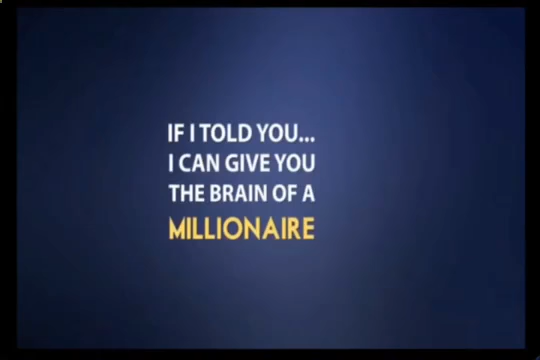 IF I TOLD YOU...
I CAN GIVE YOU
THE BRAIN OF A
MILLIONAIRE